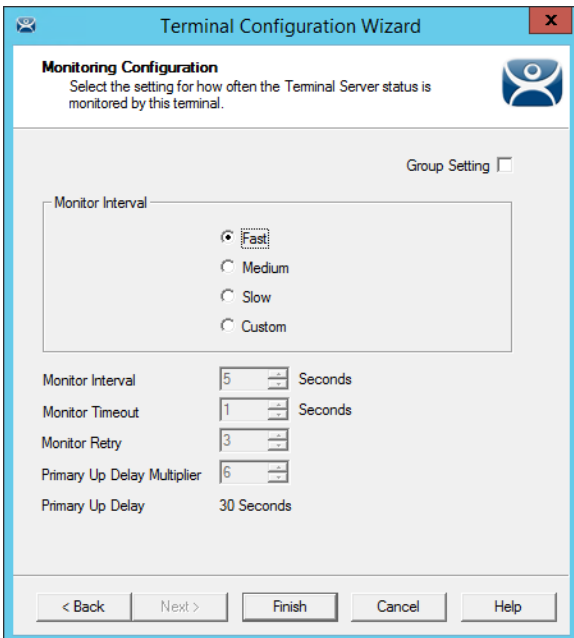 Terminal Configuration Wizard
x
Monitoring Configuration
Select the setting for how often the Terminal Server status is
monitored by this terminal.
Group Setting
Monitor Interval
Fast
Medium
Slow
Custom
Monitor Interval 5 Seconds
Monitor Timeout 1 Seconds
Monitor Retry 3
Primary Up Delay Multiplier 6
Primary Up Delay 30 Seconds
< Back Next > Finish Cancel Help